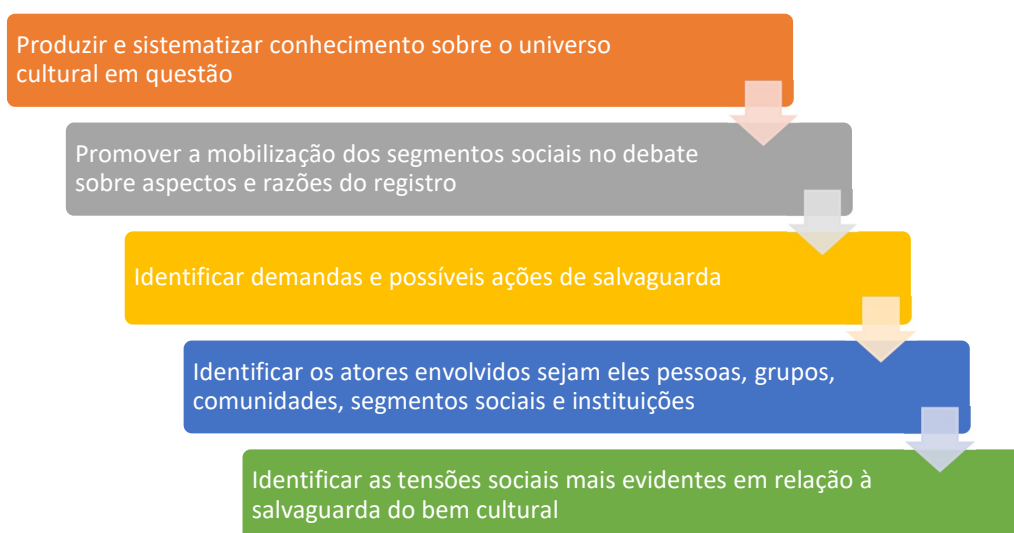 Produzir e sistematizar conhecimento sobre o universo
cultural em questão
Promover a mobilização dos segmentos sociais no debate
sobre aspectos e razões do registro
Identificar demandas e possíveis ações de salvaguarda
Identificar os atores envolvidos sejam eles pessoas, grupos,
comunidades, segmentos sociais e instituições
Identificar as tensões sociais mais evidentes em relação à
salvaguarda do bem cultural